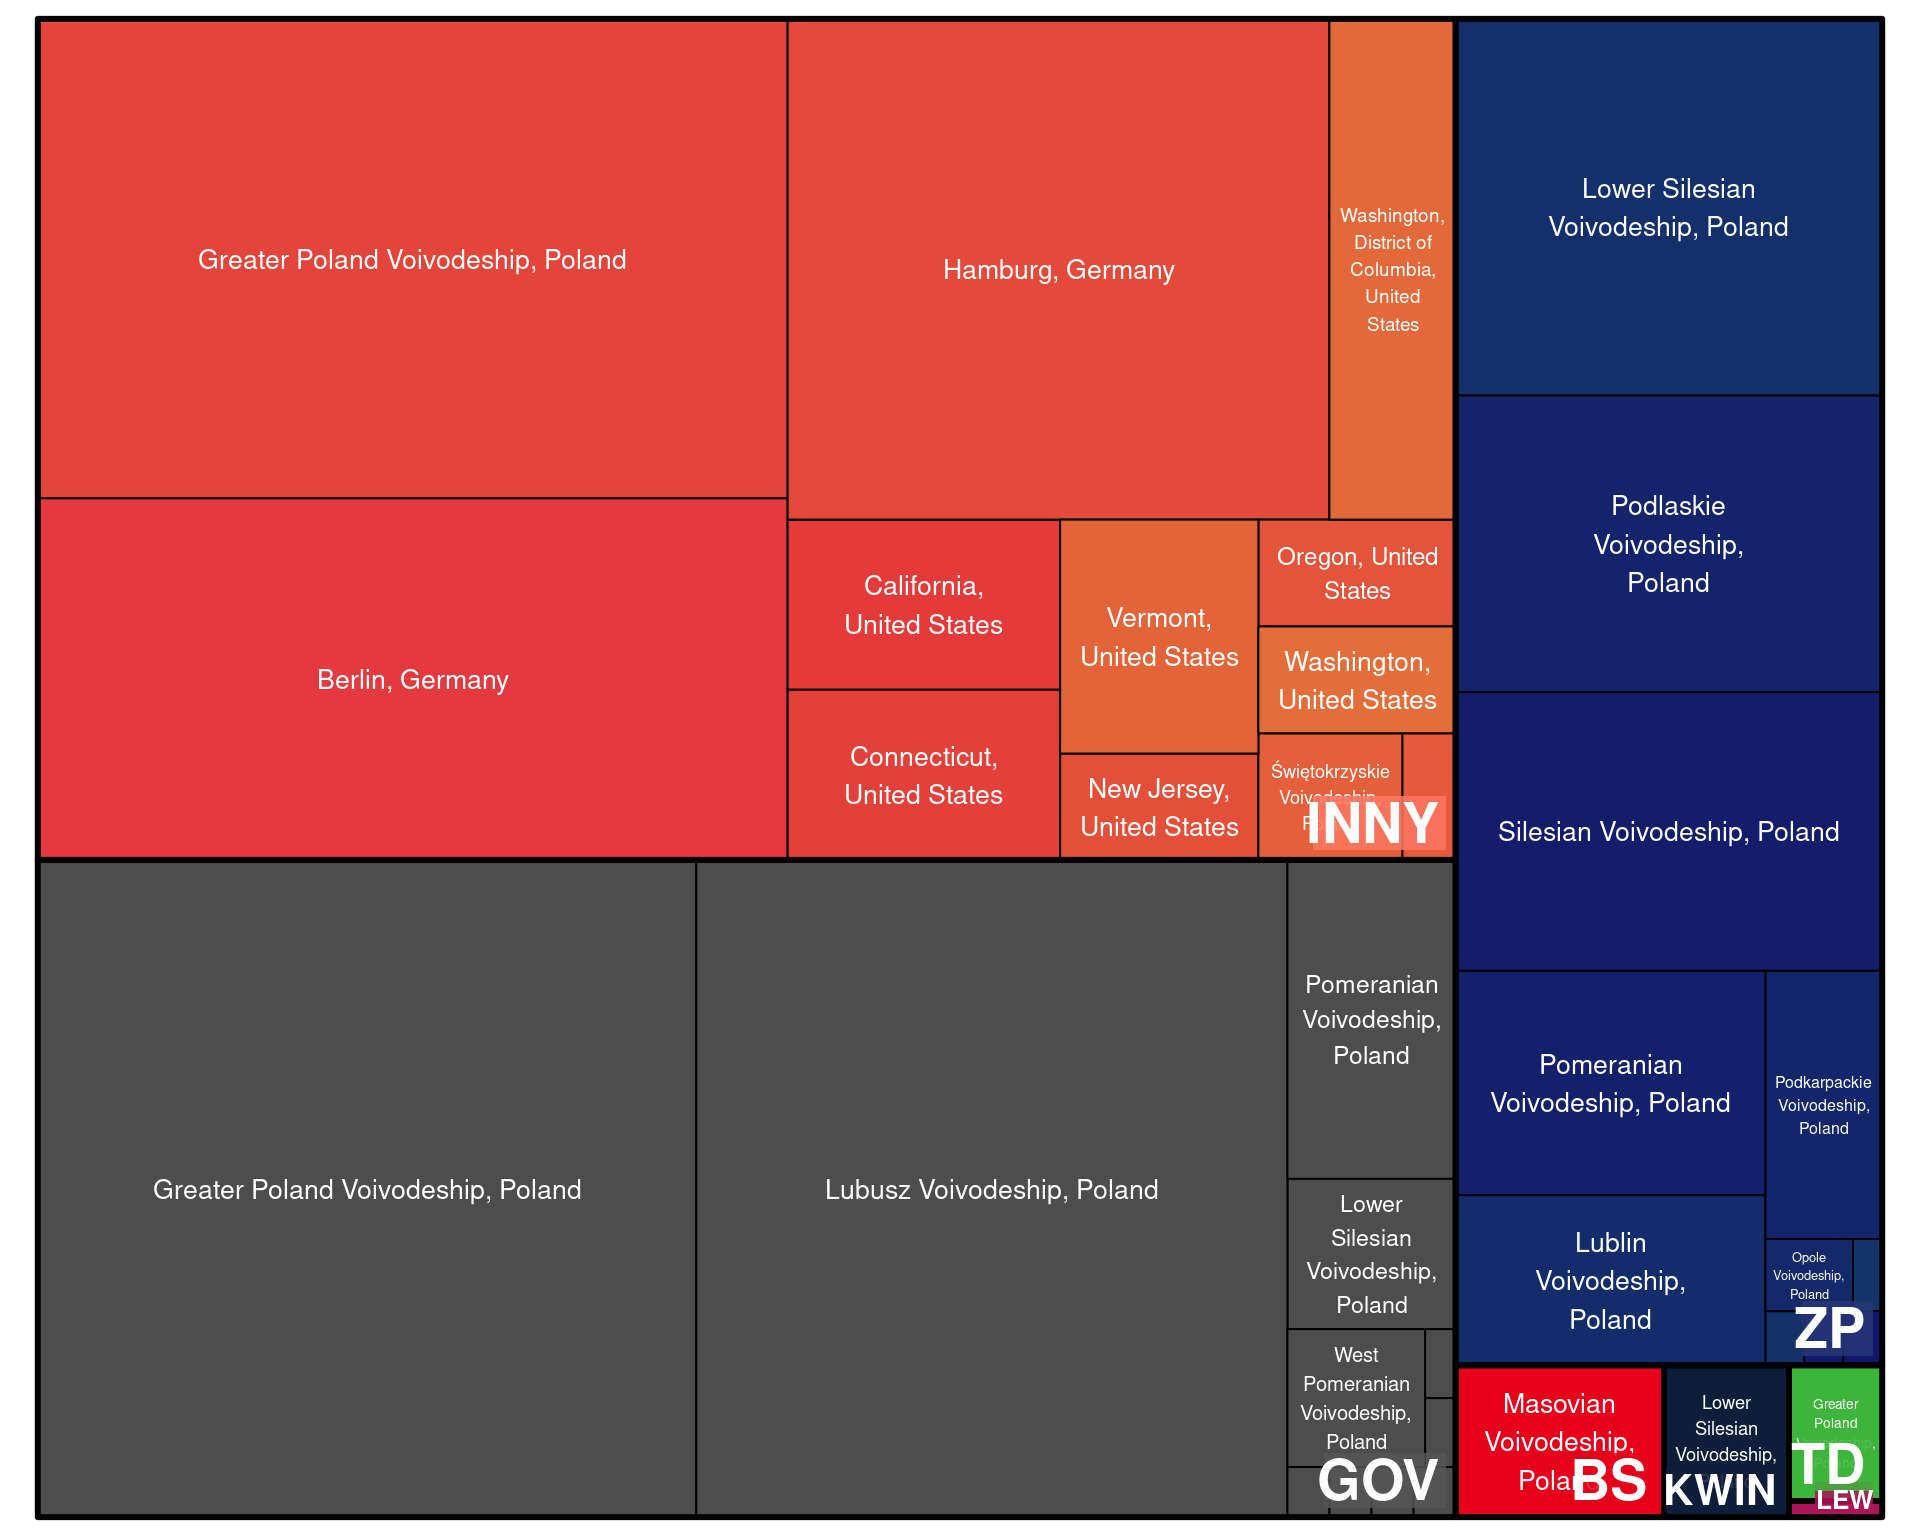 Greater Poland Voivodeship, Poland
Berlin, Germany
Hamburg, Germany
Washington,
District of
Columbia,
United
States
California,
United States
Connecticut,
United States
Vermont,
United States
New Jersey,
United States
Oregon, United
States
Washington,
United States
Świętokrzyskie
Voivodeship,
INNY
Greater Poland Voivodeship, Poland
Lubusz Voivodeship, Poland
Pomeranian
Voivodeship,
Poland
Lower
Silesian
Voivodeship,
Poland
West
Pomeranian
Voivodeship,
Poland
GOV
Lower Silesian
Voivodeship, Poland
Podlaskie
Voivodeship,
Poland
Silesian Voivodeship, Poland
Pomeranian
Voivodeship, Poland
Podkarpackie
Voivodeship,
Poland
Lublin
Voivodeship,
Poland
Opole
Voivodeship,
Poland
ZP
Masovian
Voivodeship,
Poland
BS
Lower
Silesian
Voivodeship,
KWIN
Greater
Poland
TD
LEW